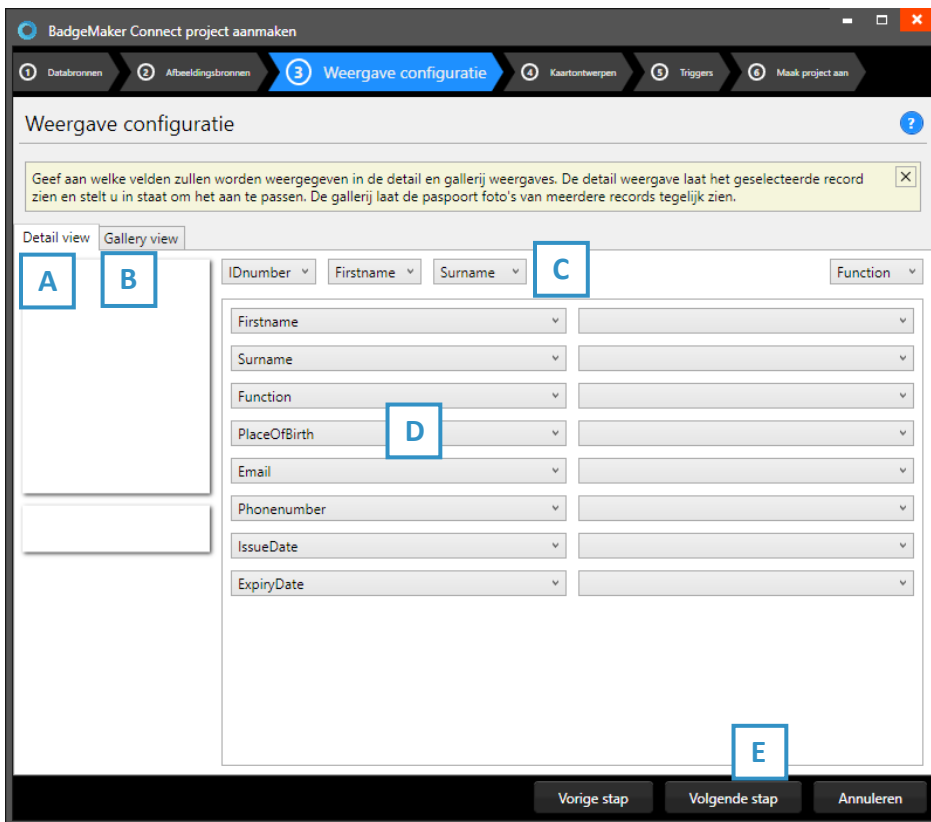 BadgeMaker Connect project aanmaken
1 Databronnen 2 Afbeeldingsbronnen 3 Weergave configuratie 4 Kaartontwerpen 5 Triggers 6 Maak project aan
Weergave configuratie ?
Geef aan welke velden zullen worden weergegeven in de detail en gallerij weergaves. De detail weergave laat het geselecteerde record
zien en stelt u in staat om het aan te passen. De gallerij laat de paspoort foto's van meerdere records tegelijk zien.
Detail view Gallery view
A B IDnumber Firstname Surname C Function
Firstname
Surname
Function
D
PlaceOfBirth
Email
Phonenumber
IssueDate
ExpiryDate
E
Vorige stap Volgende stap Annuleren